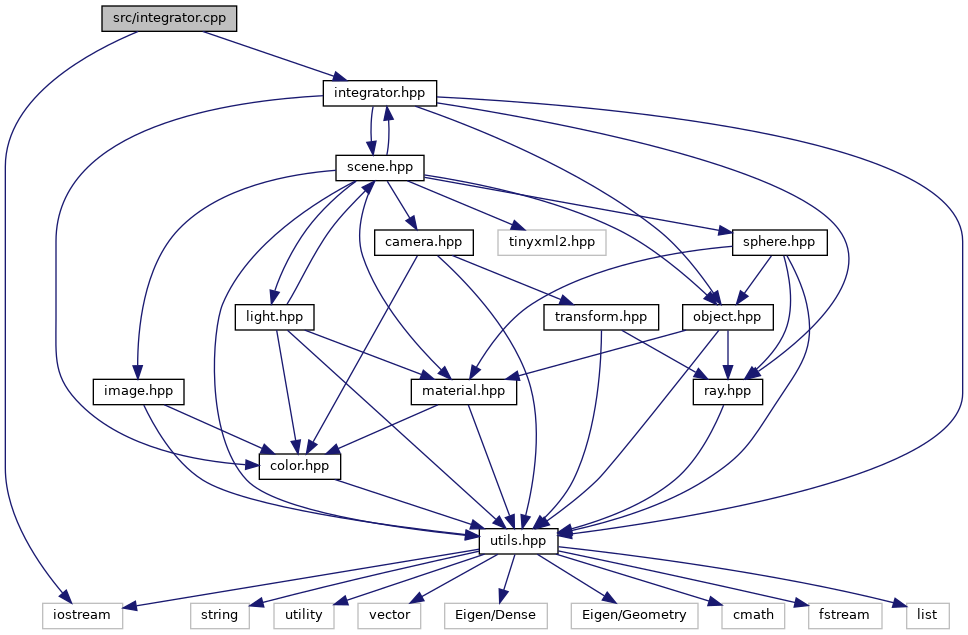 src/integrator.cpp
integrator.hpp
scene.hpp
camera.hpp
tinyxml2.hpp
sphere.hpp
light.hpp
transform.hpp
object.hpp
image.hpp
material.hpp
ray.hpp
color.hpp
utils.hpp
iostream
string
utility
vector
Eigen/Dense
Eigen/Geometry
cmath
fstream
list